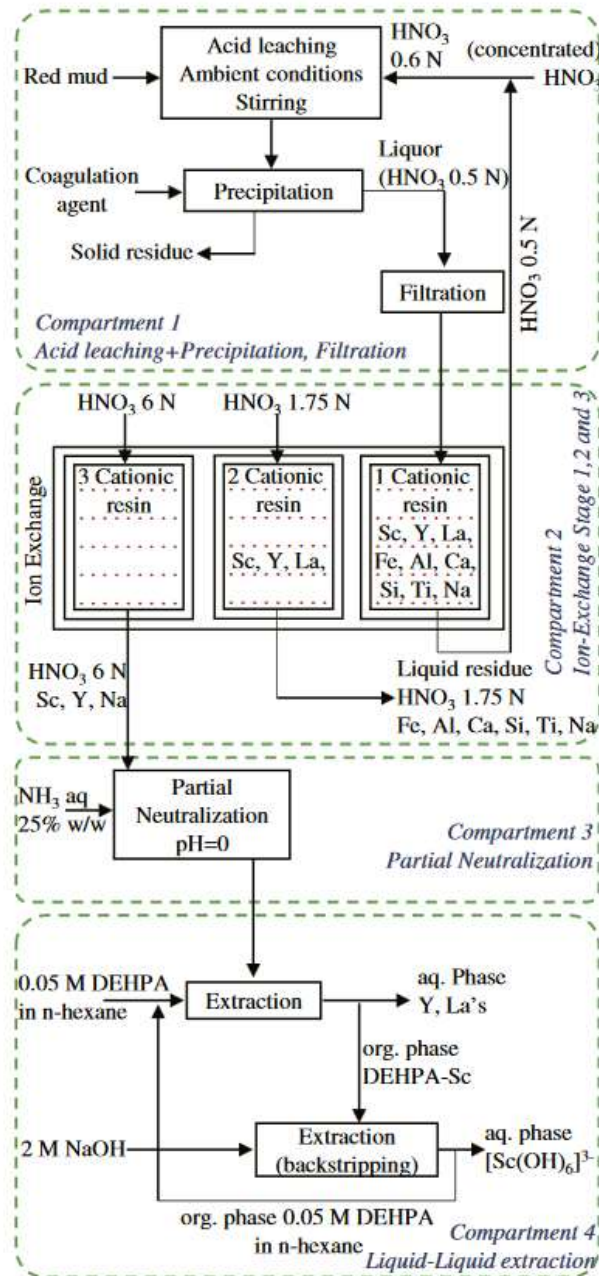 Red mud
Acid leaching
Ambient conditions
Stirring
HNO₃
0.6 N
(concentrated)
HNO₃
Coagulation
agent
Precipitation
Liquor
(HNO₃ 0.5 N)
HNO₃ 0.5 N
Solid residue
Filtration
Compartment 1
Acid leaching+Precipitation, Filtration
HNO₃ 6 N
HNO₃ 1.75 N
Ion Exchange
3 Cationic
resin
2 Cationic
resin
Sc, Y, La,
1 Cationic
resin
Sc, Y, La,
Fe, Al, Ca,
Si, Ti, Na
Compartment 2
Ion-Exchange Stage 1,2 and 3
HNO₃ 6 N
Sc, Y, Na
Liquid residue
HNO₃ 1.75 N
Fe, Al, Ca, Si, Ti, Na
NH₃ aq
25% w/w
Partial
Neutralization
pH=0
Compartment 3
Partial Neutralization
0.05 M DEHPA
in n-hexane
Extraction
aq. Phase
Y, La's
org. phase
DEHPA-Sc
2 M NaOH
Extraction
(backstripping)
aq. phase
[Sc(OH)₆]³⁻
org. phase 0.05 M DEHPA
in n-hexane
Compartment 4
Liquid-Liquid extraction